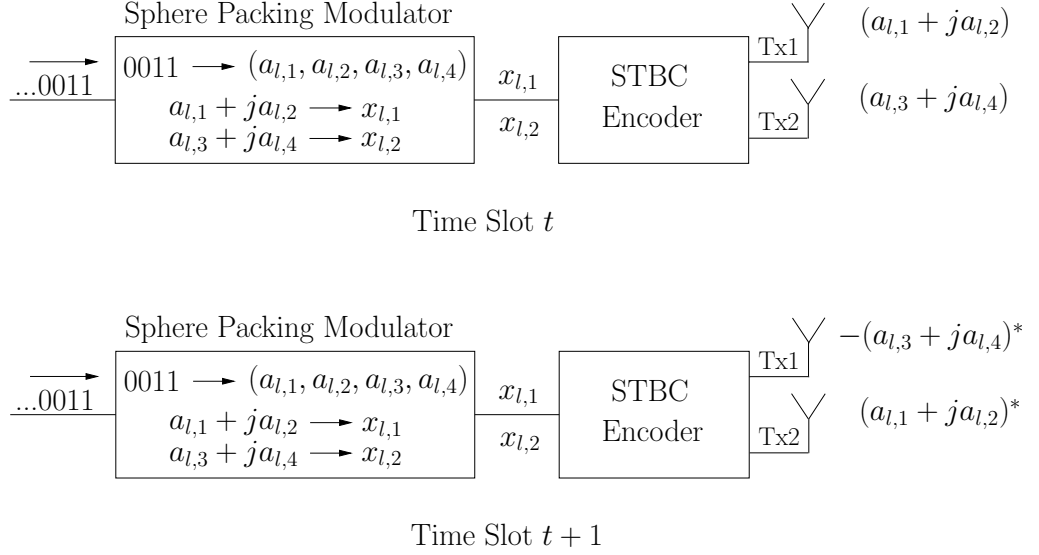 Sphere Packing Modulator
...0011
0011 ⟶ (a_{l,1}, a_{l,2}, a_{l,3}, a_{l,4})
a_{l,1} + ja_{l,2} ⟶ x_{l,1}
a_{l,3} + ja_{l,4} ⟶ x_{l,2}
x_{l,1}
x_{l,2}
STBC
Encoder
Tx1
(a_{l,1} + ja_{l,2})
Tx2
(a_{l,3} + ja_{l,4})
Time Slot t
Sphere Packing Modulator
...0011
0011 ⟶ (a_{l,1}, a_{l,2}, a_{l,3}, a_{l,4})
a_{l,1} + ja_{l,2} ⟶ x_{l,1}
a_{l,3} + ja_{l,4} ⟶ x_{l,2}
x_{l,1}
x_{l,2}
STBC
Encoder
Tx1
−(a_{l,3} + ja_{l,4})*
Tx2
(a_{l,1} + ja_{l,2})*
Time Slot t + 1